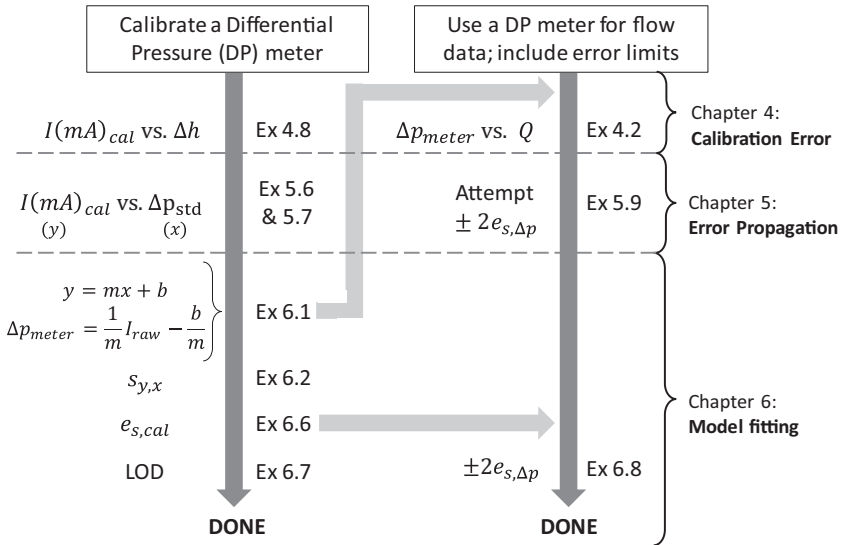 Calibrate a Differential
Pressure (DP) meter
Use a DP meter for flow
data; include error limits
I(mA)_cal vs. Δh
Ex 4.8
Δp_meter vs. Q
Ex 4.2
Chapter 4:
Calibration Error
I(mA)_cal vs. Δp_std
(y) (x)
Ex 5.6
& 5.7
Attempt
± 2e_s,Δp
Ex 5.9
Chapter 5:
Error Propagation
y = mx + b
Δp_meter = 1/m I_raw − b/m
Ex 6.1
s_y,x
Ex 6.2
e_s,cal
Ex 6.6
LOD
Ex 6.7
±2e_s,Δp
Ex 6.8
Chapter 6:
Model fitting
DONE
DONE